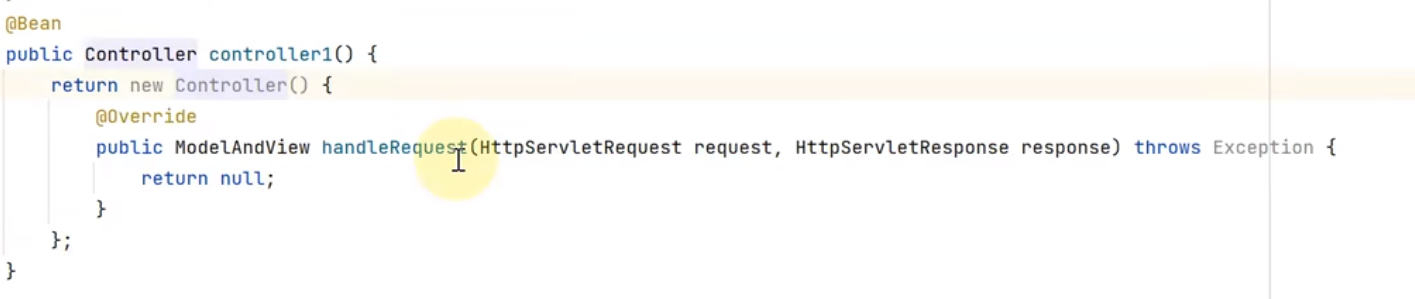 @Bean
public Controller controller1() {
return new Controller() {
@Override
public ModelAndView handleRequest(HttpServletRequest request, HttpServletResponse response) throws Exception {
return null;
}
};
}